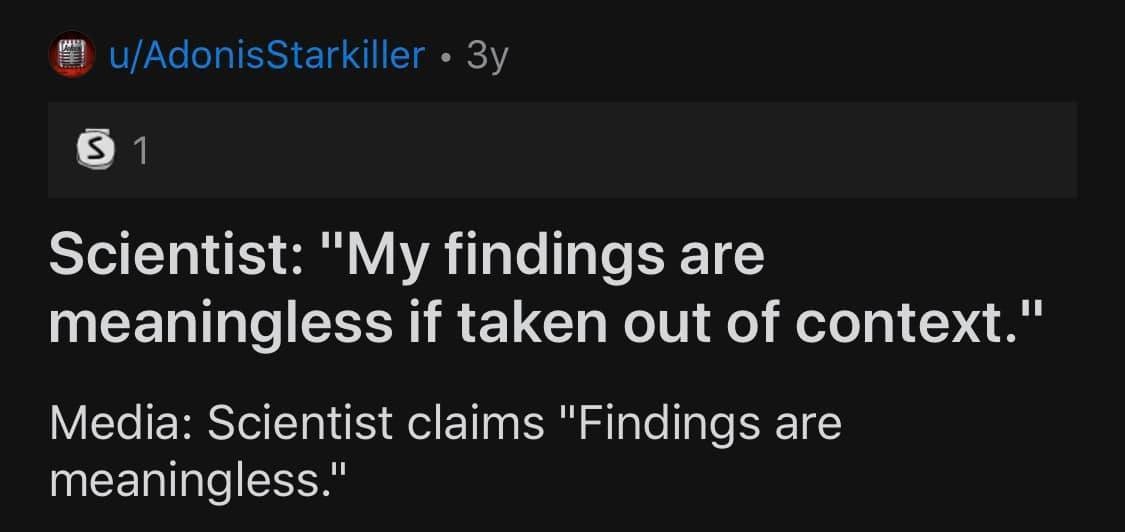 u/AdonisStarkiller • 3y
S 1
Scientist: "My findings are
meaningless if taken out of context."
Media: Scientist claims "Findings are
meaningless."